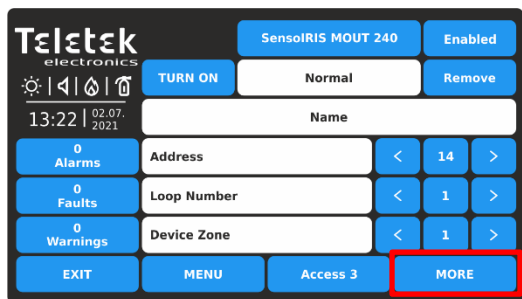 Teletek
electronics
SensoIRIS MOUT 240
Enabled
TURN ON
Normal
Remove
13:22
02.07.
2021
Name
0
Alarms
Address
<
14
>
0
Faults
Loop Number
<
1
>
0
Warnings
Device Zone
<
1
>
EXIT
MENU
Access 3
MORE